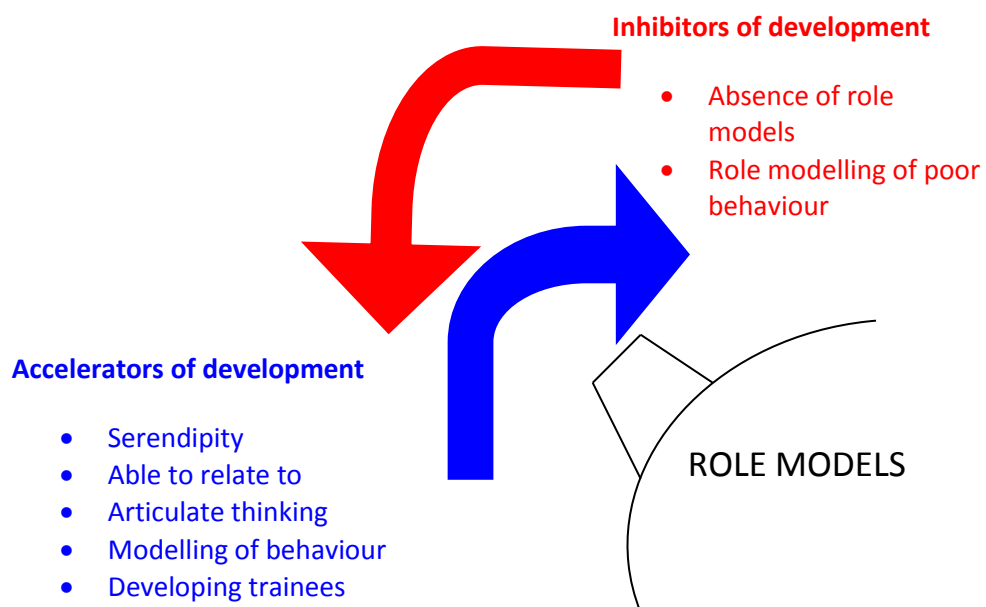 Inhibitors of development
• Absence of role
models
• Role modelling of poor
behaviour
Accelerators of development
• Serendipity
• Able to relate to
• Articulate thinking
• Modelling of behaviour
• Developing trainees
ROLE MODELS